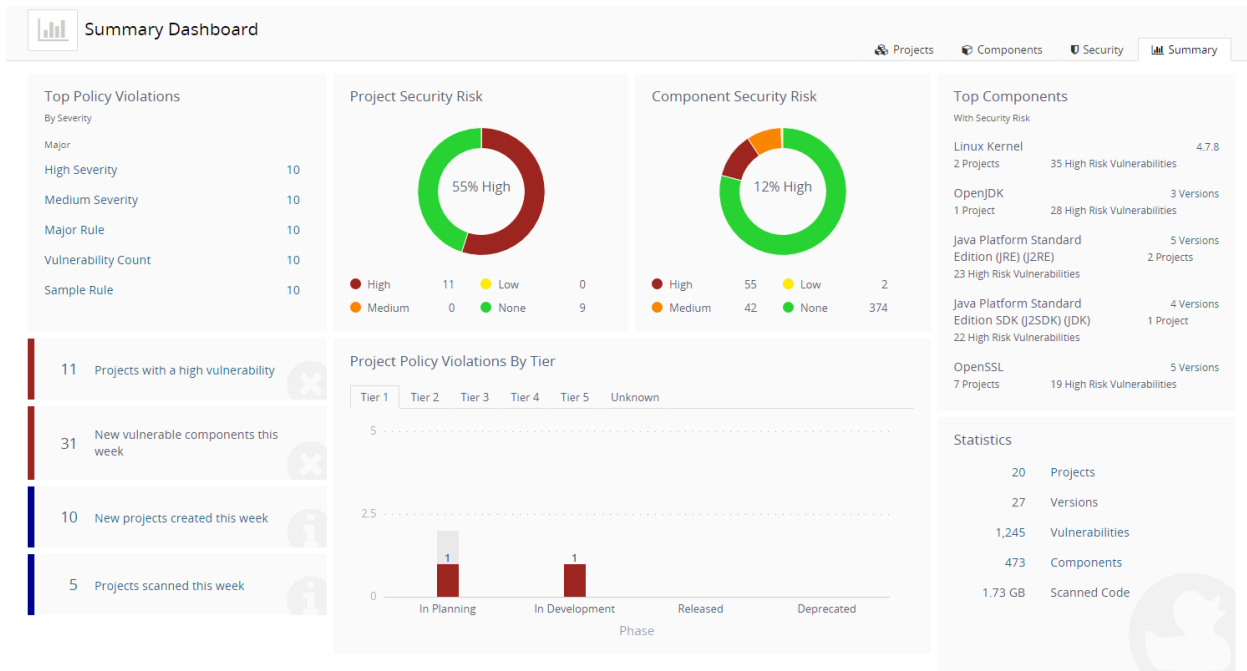 Summary Dashboard
Projects Components Security Summary
Top Policy Violations
By Severity
Major
High Severity 10
Medium Severity 10
Major Rule 10
Vulnerability Count 10
Sample Rule 10
Project Security Risk
55% High
High 11 Low 0
Medium 0 None 9
Component Security Risk
12% High
High 55 Low 2
Medium 42 None 374
Top Components
With Security Risk
Linux Kernel 4.7.8
2 Projects 35 High Risk Vulnerabilities
OpenJDK 3 Versions
1 Project 28 High Risk Vulnerabilities
Java Platform Standard 5 Versions
Edition (JRE) (J2RE) 2 Projects
23 High Risk Vulnerabilities
Java Platform Standard 4 Versions
Edition SDK (J2SDK) (JDK) 1 Project
22 High Risk Vulnerabilities
OpenSSL 5 Versions
7 Projects 19 High Risk Vulnerabilities
11 Projects with a high vulnerability
31 New vulnerable components this
week
10 New projects created this week
5 Projects scanned this week
Project Policy Violations By Tier
Tier 1 Tier 2 Tier 3 Tier 4 Tier 5 Unknown
5
2.5
1 1
0
In Planning In Development Released Deprecated
Phase
Statistics
20 Projects
27 Versions
1,245 Vulnerabilities
473 Components
1.73 GB Scanned Code